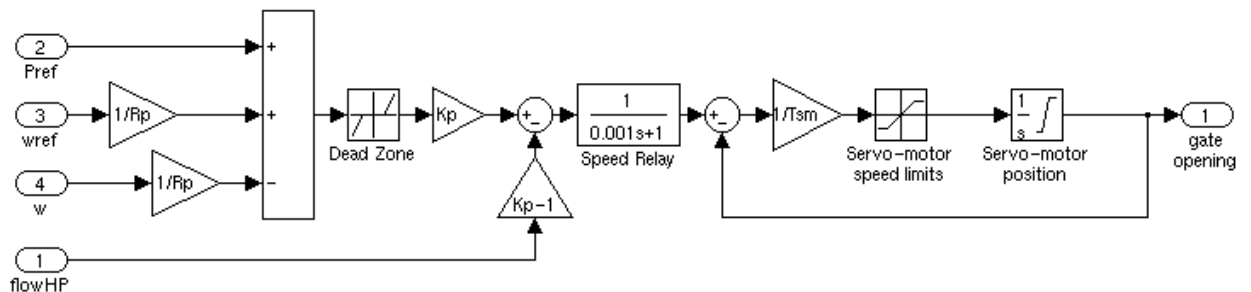 2
Pref
+
3
wref
1/Rp
+
4
w
1/Rp
−
Dead Zone
Kp
+
−
Kp−1
1
flowHP
1
0.001s+1
Speed Relay
+
−
1/Tsm
Servo−motor
speed limits
1
s
Servo−motor
position
1
gate
opening